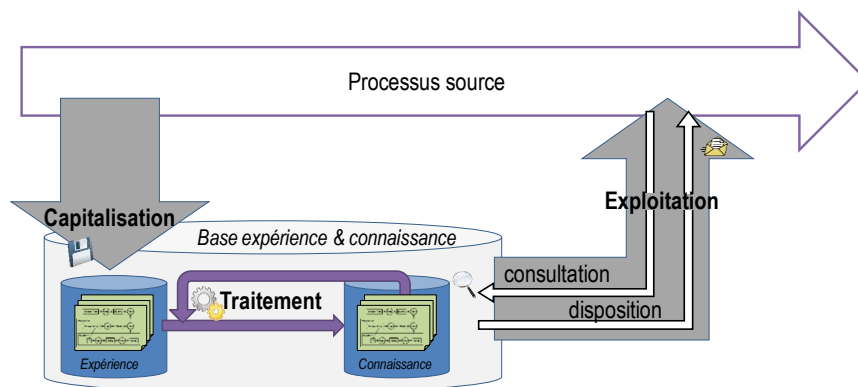 Processus source
Capitalisation
Exploitation
Base expérience & connaissance
consultation
Traitement
disposition
Expérience
Connaissance